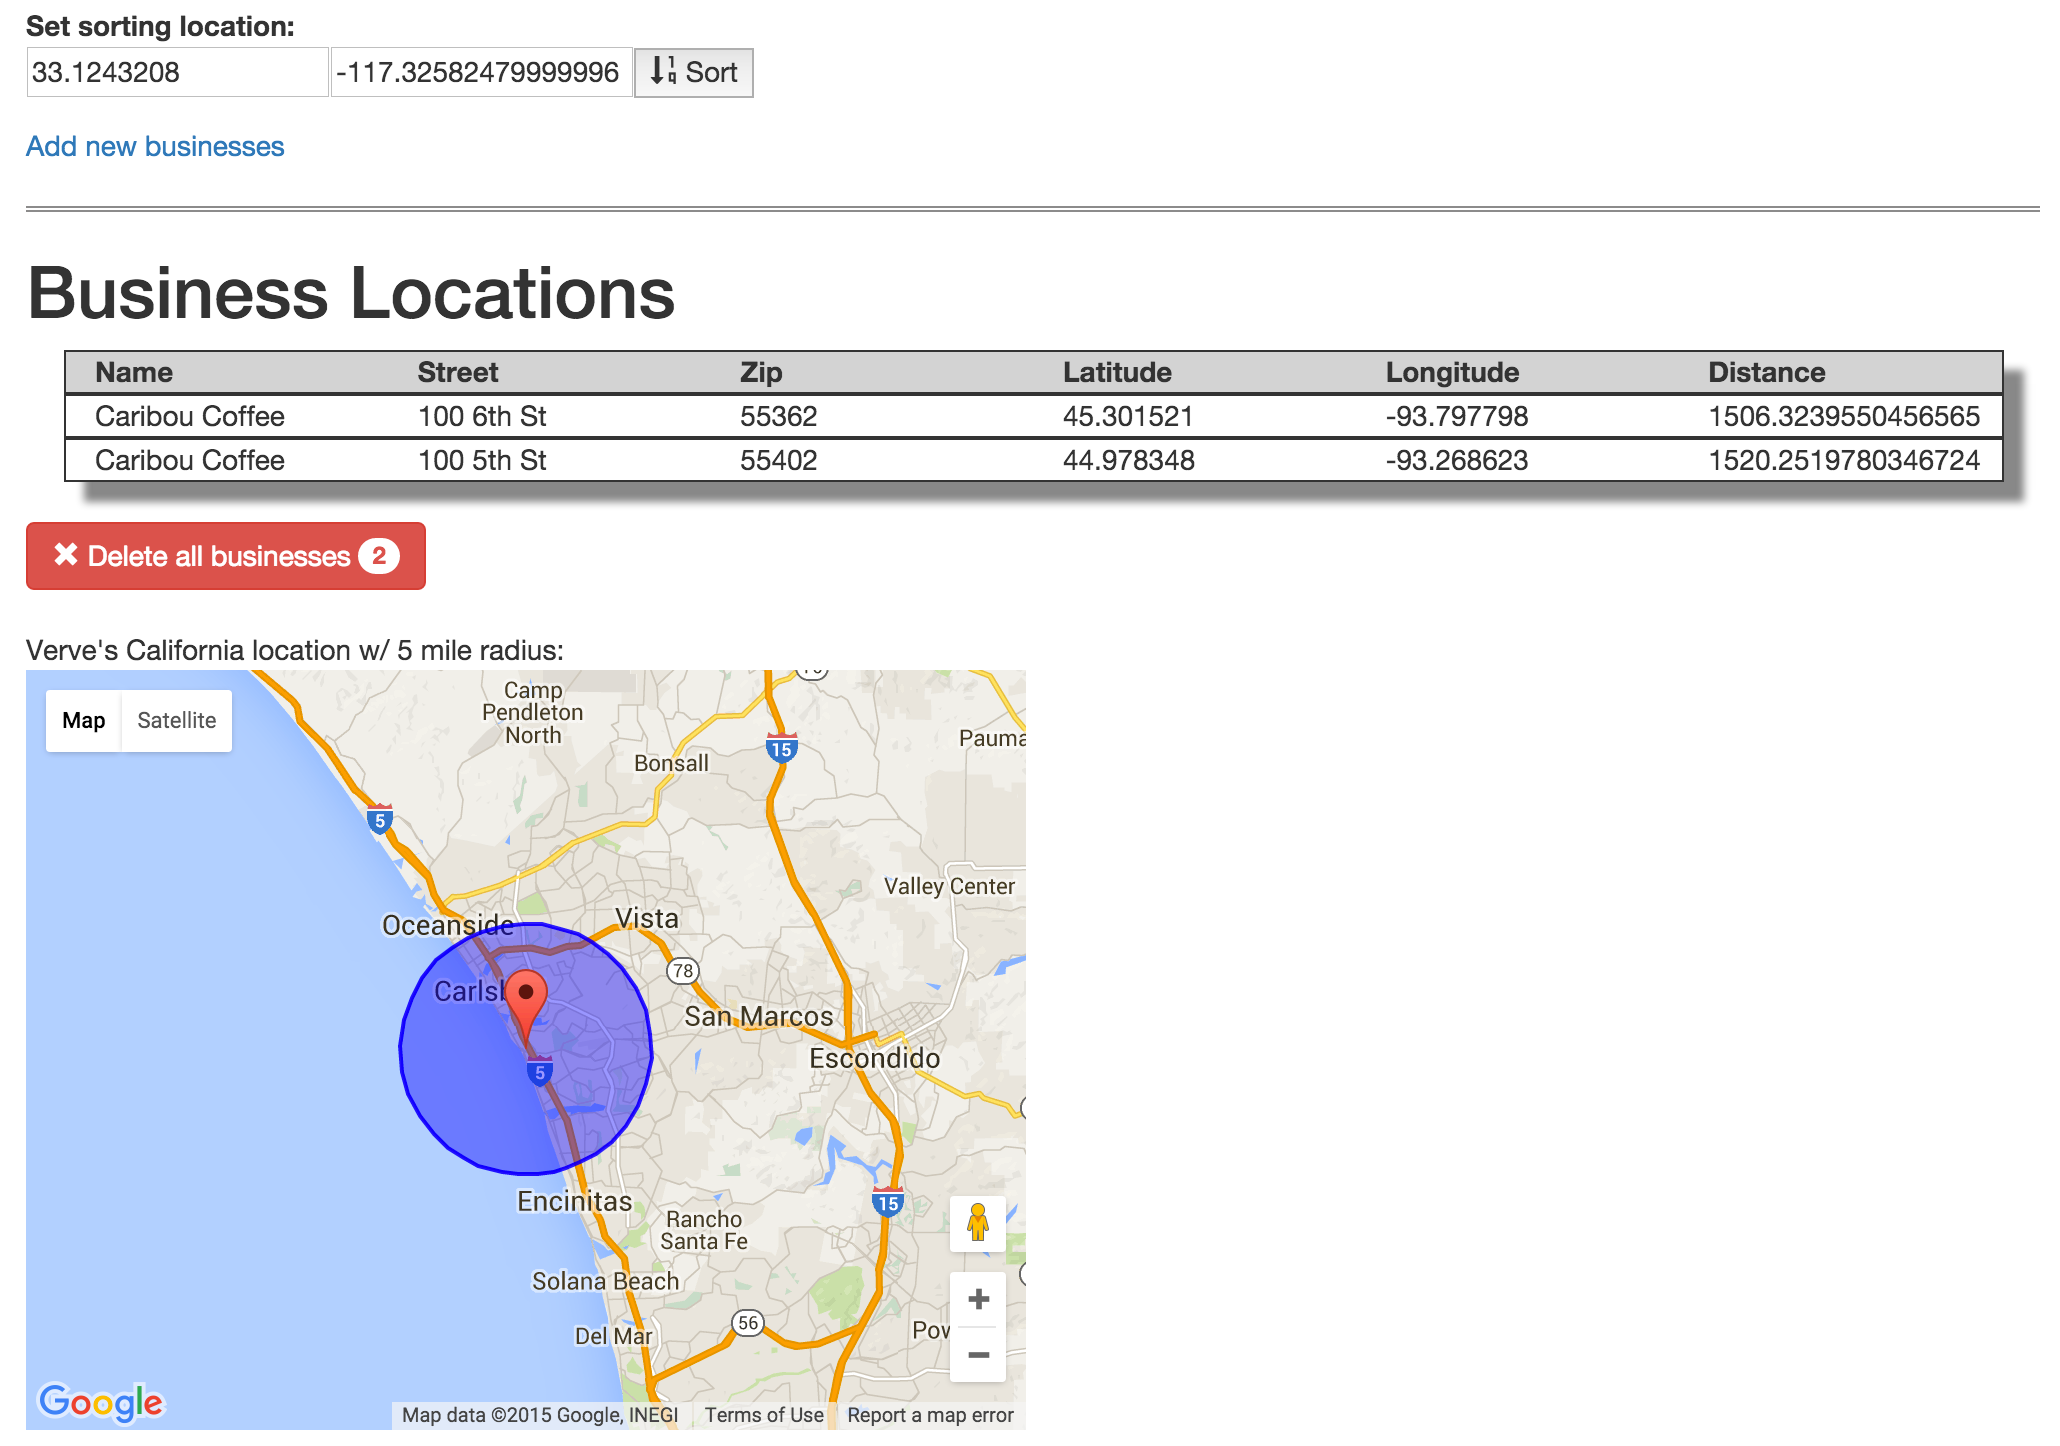 Set sorting location:
33.1243208 -117.32582479999996 Sort
Add new businesses
Business Locations
Name Street Zip Latitude Longitude Distance
Caribou Coffee 100 6th St 55362 45.301521 -93.797798 1506.3239550456565
Caribou Coffee 100 5th St 55402 44.978348 -93.268623 1520.2519780346724
Delete all businesses 2
Verve's California location w/ 5 mile radius:
Map Satellite
Camp
Pendleton
North
Pauma
15
Bonsall
5
Valley Center
Oceanside
Vista
78
Carlsb
San Marcos
Escondido
5
Encinitas
15
Rancho
Santa Fe
Solana Beach
56
Del Mar
Pow
Google
Map data ©2015 Google, INEGI Terms of Use Report a map error